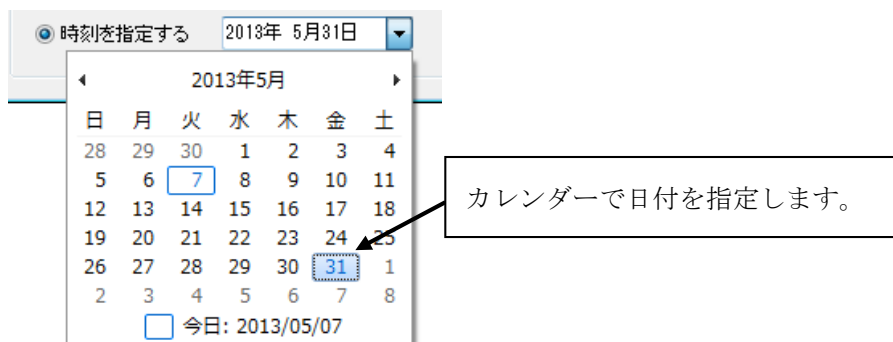 時刻を指定する 2013年 5月31日
2013年5月
日 月 火 水 木 金 土
28 29 30 1 2 3 4
5 6 7 8 9 10 11
12 13 14 15 16 17 18
19 20 21 22 23 24 25
26 27 28 29 30 31 1
2 3 4 5 6 7 8
今日: 2013/05/07
カレンダーで日付を指定します。